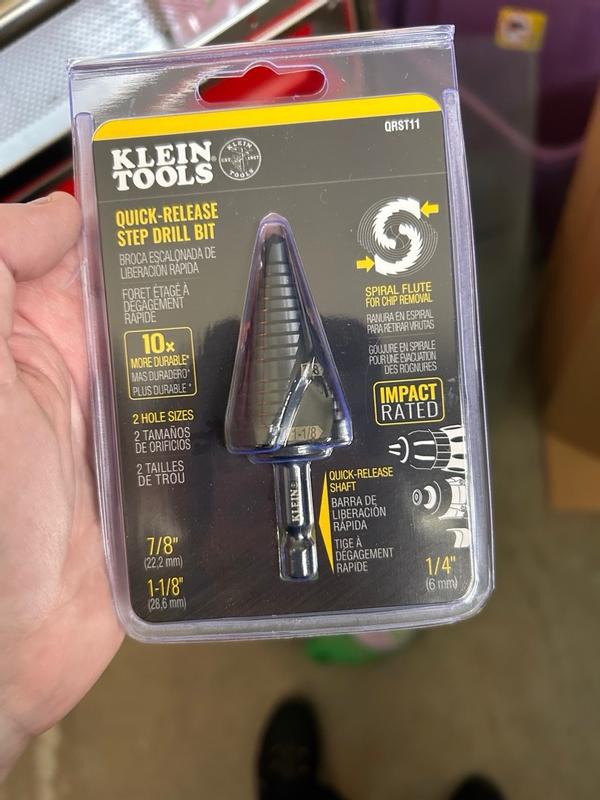 QRST11
KLEIN
TOOLS
EST. 1857
QUICK-RELEASE
STEP DRILL BIT
BROCA ESCALONADA DE
LIBERACIÓN RÁPIDA
FORET ÉTAGÉ À
DÉGAGEMENT
RAPIDE
10x
MORE DURABLE*
MÁS DURADERO*
PLUS DURABLE*
2 HOLE SIZES
2 TAMAÑOS
DE ORIFICIOS
2 TAILLES
DE TROU
7/8"
(22,2 mm)
1-1/8"
(28,6 mm)
SPIRAL FLUTE
FOR CHIP REMOVAL
RANURA EN ESPIRAL
PARA RETIRAR VIRUTAS
GOUJURE EN SPIRALE
POUR UNE ÉVACUATION
DES ROGNURES
IMPACT
RATED
1-1/8
KLEIN
QUICK-RELEASE
SHAFT
BARRA DE
LIBERACIÓN
RÁPIDA
TIGE À
DÉGAGEMENT
RAPIDE
1/4"
(6 mm)